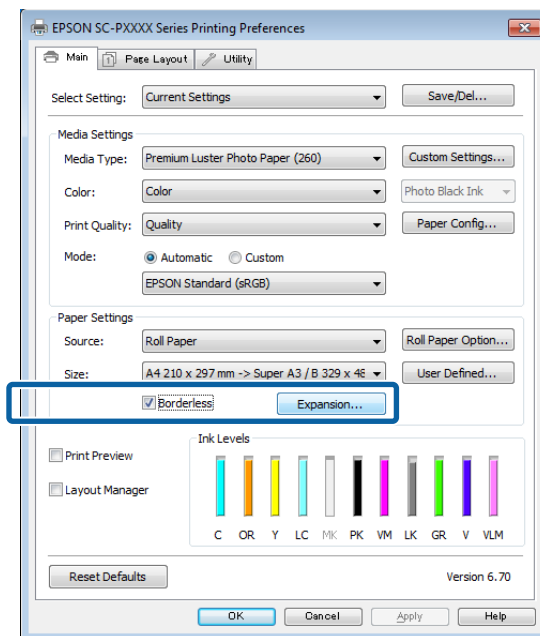 EPSON SC-PXXXX Series Printing Preferences
Main Page Layout Utility
Select Setting: Current Settings Save/Del...
Media Settings
Media Type: Premium Luster Photo Paper (260) Custom Settings...
Color: Color Photo Black Ink
Print Quality: Quality Paper Config...
Mode: Automatic Custom
EPSON Standard (sRGB)
Paper Settings
Source: Roll Paper Roll Paper Option...
Size: A4 210 x 297 mm -> Super A3 / B 329 x 48 User Defined...
Borderless Expansion...
Ink Levels
Print Preview
Layout Manager
C OR Y LC MK PK VM LK GR V VLM
Reset Defaults Version 6.70
OK Cancel Apply Help